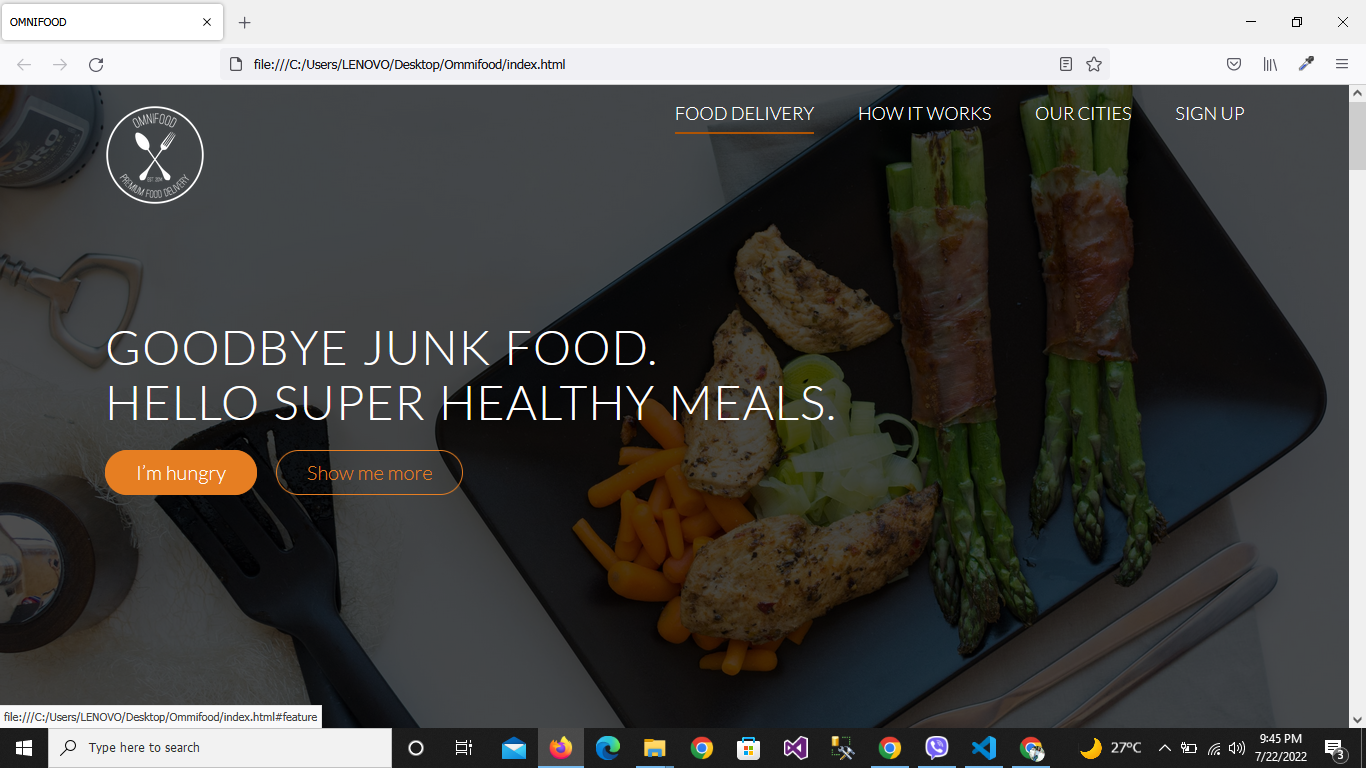 OMNIFOOD
file:///C:/Users/LENOVO/Desktop/Ommifood/index.html
OMNIFOOD
EST. 2014
PREMIUM FOOD DELIVERY
FOOD DELIVERY
HOW IT WORKS
OUR CITIES
SIGN UP
GOODBYE JUNK FOOD.
HELLO SUPER HEALTHY MEALS.
I’m hungry
Show me more
file:///C:/Users/LENOVO/Desktop/Ommifood/index.html#feature
Type here to search
27°C
9:45 PM
7/22/2022
3